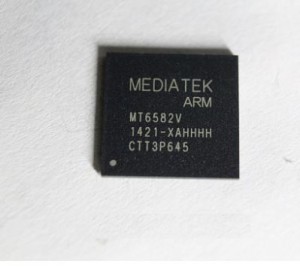 MEDIATEK
ARM
MT6582V
1421-XAHHHH
CTT3P645